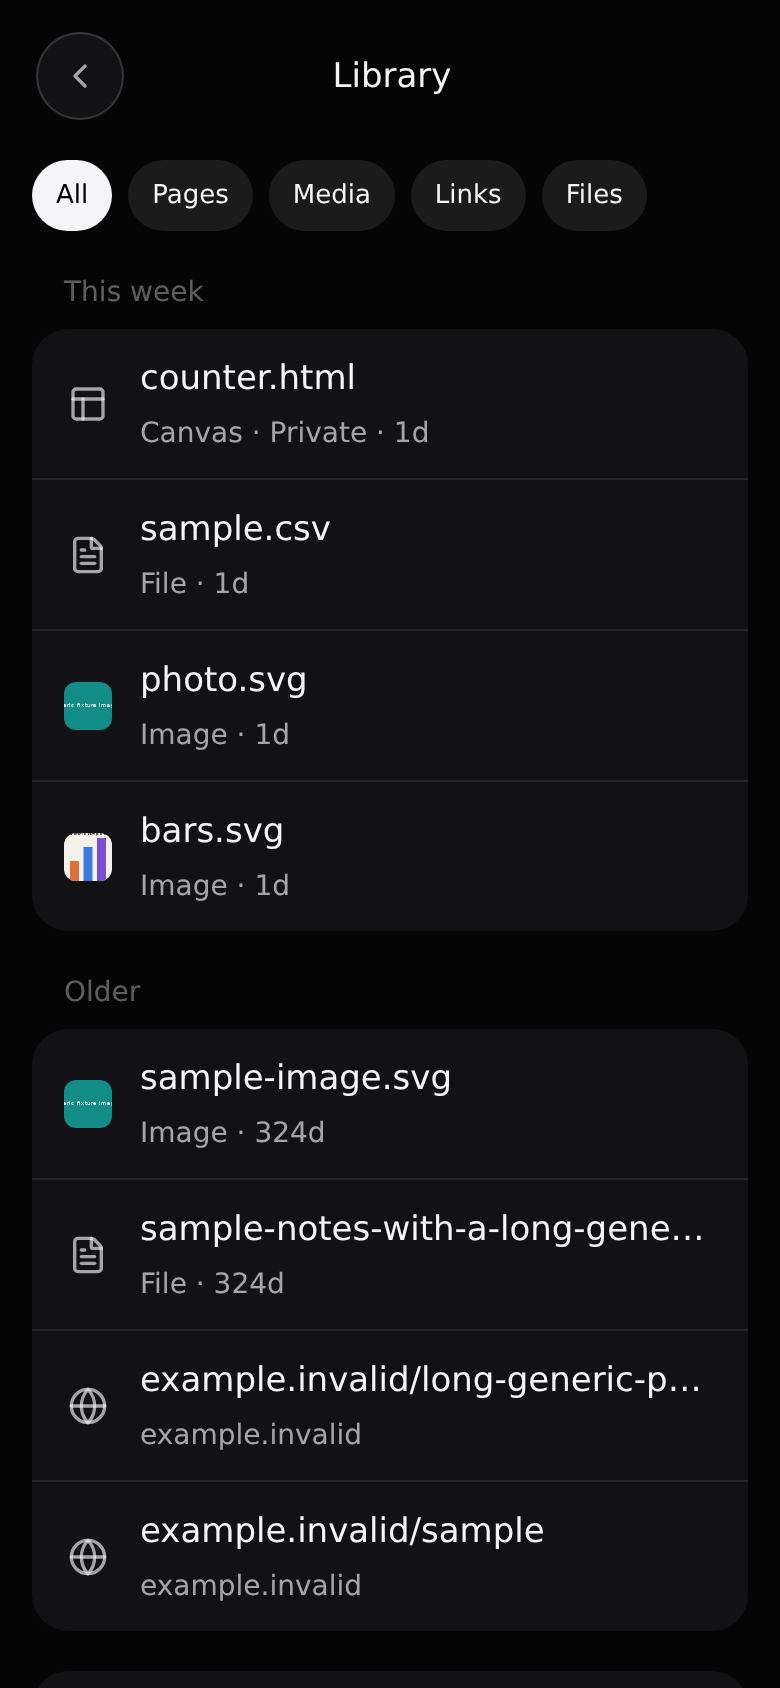 Library
All
Pages
Media
Links
Files
This week
counter.html
Canvas · Private · 1d
sample.csv
File · 1d
photo.svg
Image · 1d
bars.svg
Image · 1d
Older
sample-image.svg
Image · 324d
sample-notes-with-a-long-gene…
File · 324d
example.invalid/long-generic-p…
example.invalid
example.invalid/sample
example.invalid